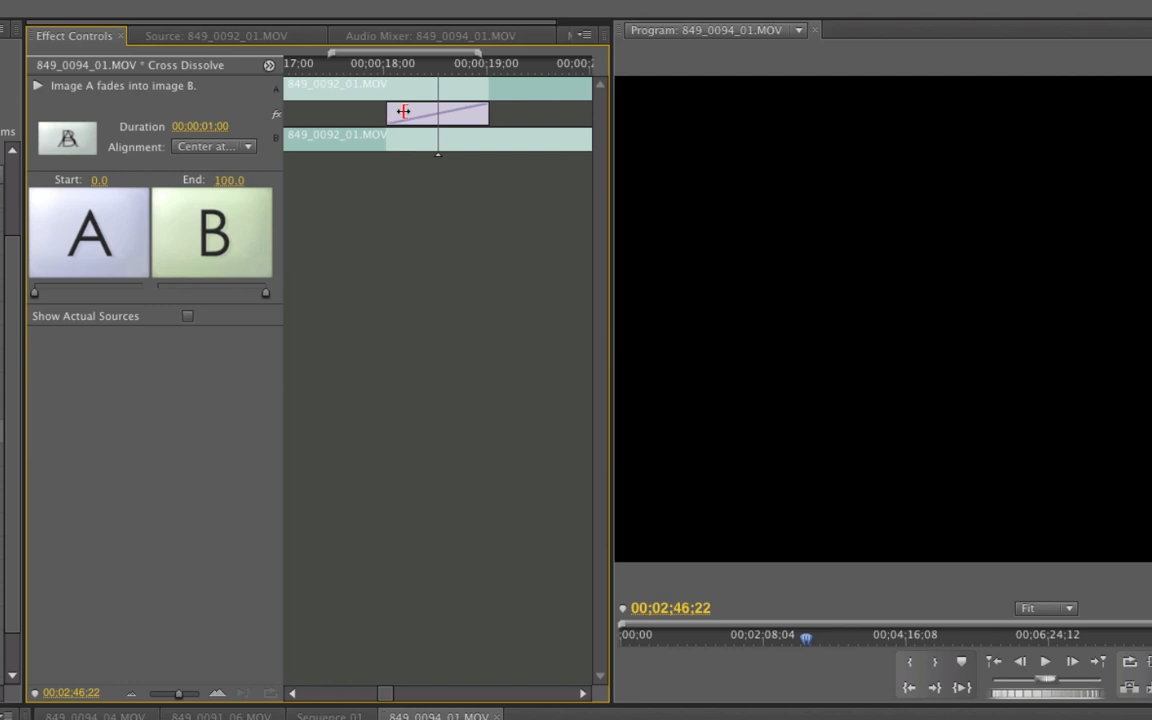 Effect Controls × Source: 849_0092_01.MOV Audio Mixer: 849_0094_01.MOV
Program: 849_0094_01.MOV ×
849_0094_01.MOV * Cross Dissolve
17;00 00;00;18;00 00;00;19;00 00;00;
Image A fades into image B.
A 849_0092_01.MOV
fx
Duration 00;00;01;00
ms
B 849_0092_01.MOV
Alignment: Center at...
Start: 0.0 End: 100.0
A B
Show Actual Sources
00;02;46;22 Fit
;00;00 00;02;08;04 00;04;16;08 00;06;24;12
00;02;46;22
849_0094_04.MOV 849_0091_06.MOV Sequence 01 849_0094_01.MOV ×